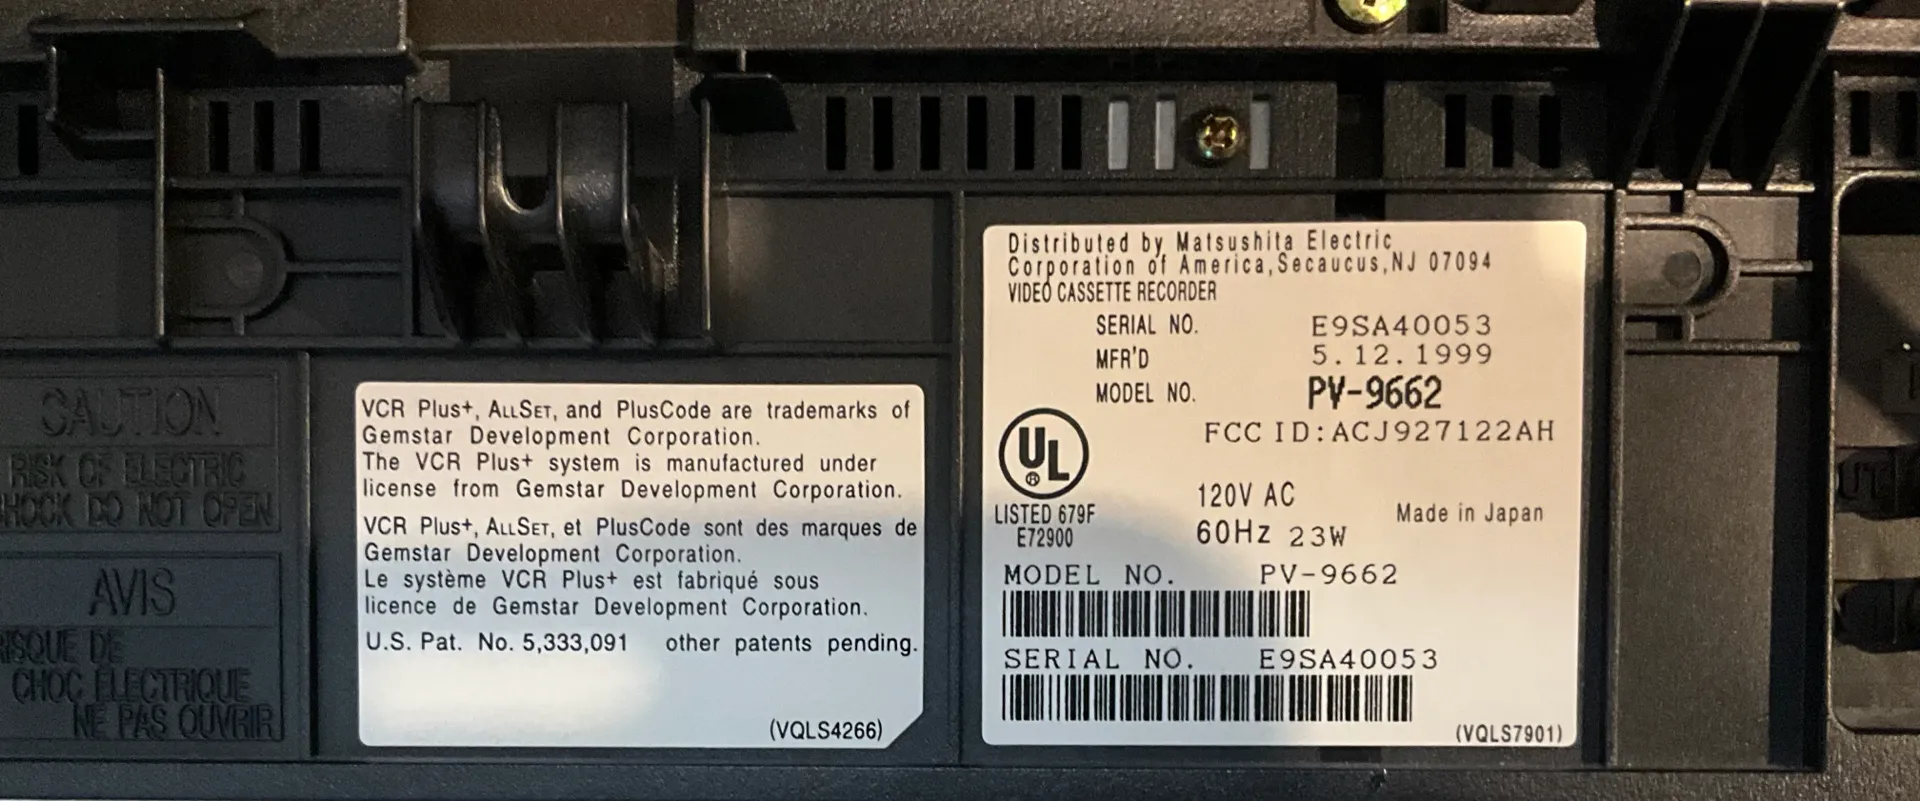 CAUTION
RISK OF ELECTRIC
SHOCK DO NOT OPEN
AVIS
RISQUE DE
CHOC ELECTRIQUE
NE PAS OUVRIR
VCR Plus+, ALLSET, and PlusCode are trademarks of
Gemstar Development Corporation.
The VCR Plus+ system is manufactured under
license from Gemstar Development Corporation.
VCR Plus+, ALLSET, et PlusCode sont des marques de
Gemstar Development Corporation.
Le système VCR Plus+ est fabriqué sous
licence de Gemstar Development Corporation.
U.S. Pat. No. 5,333,091 other patents pending.
(VQLS4266)
Distributed by Matsushita Electric
Corporation of America,Secaucus,NJ 07094
VIDEO CASSETTE RECORDER
SERIAL NO. E9SA40053
MFR'D 5.12.1999
MODEL NO. PV-9662
FCC ID:ACJ927122AH
UL
®
LISTED 679F
E72900
120V AC
60Hz 23W
Made in Japan
MODEL NO. PV-9662
SERIAL NO. E9SA40053
(VQLS7901)